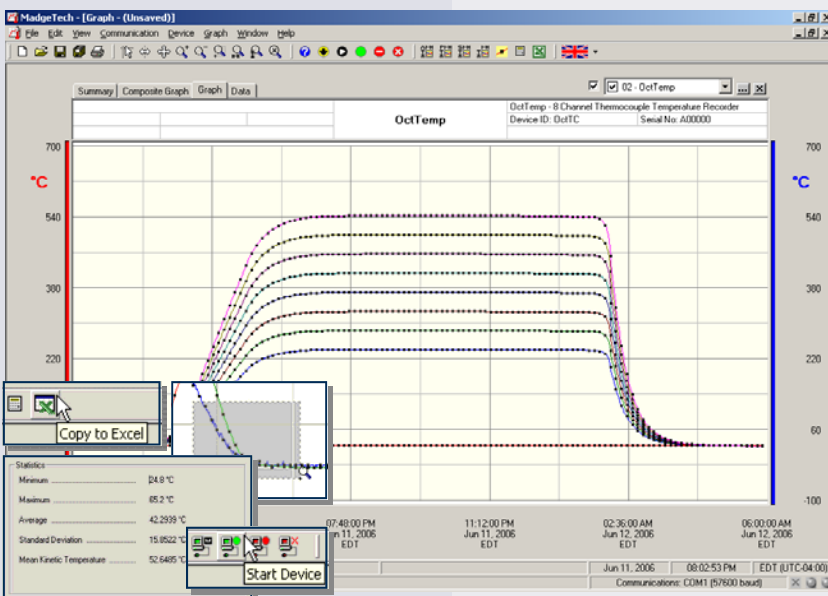 MadgeTech - [Graph - (Unsaved)]
File Edit View Communication Device Graph Window Help
Summary Composite Graph Graph Data
02 - OctTemp
OctTemp
OctTemp - 8 Channel Thermocouple Temperature Recorder
Device ID: OctTC Serial No: A00000
700 700
°C °C
540 540
380 380
220 220
60
-100
Copy to Excel
Statistics
Minimum 24.8 °C
Maximum 65.2 °C
Average 42.2939 °C
Standard Deviation 15.8522 °C
Mean Kinetic Temperature 52.6485 °C
Start Device
07:48:00 PM 11:12:00 PM 02:36:00 AM 06:00:00 AM
Jun 11, 2006 Jun 11, 2006 Jun 12, 2006 Jun 12, 2006
EDT EDT EDT EDT
Jun 11, 2006 08:02:53 PM EDT (UTC-04:00)
Communications: COM1 (57600 baud)